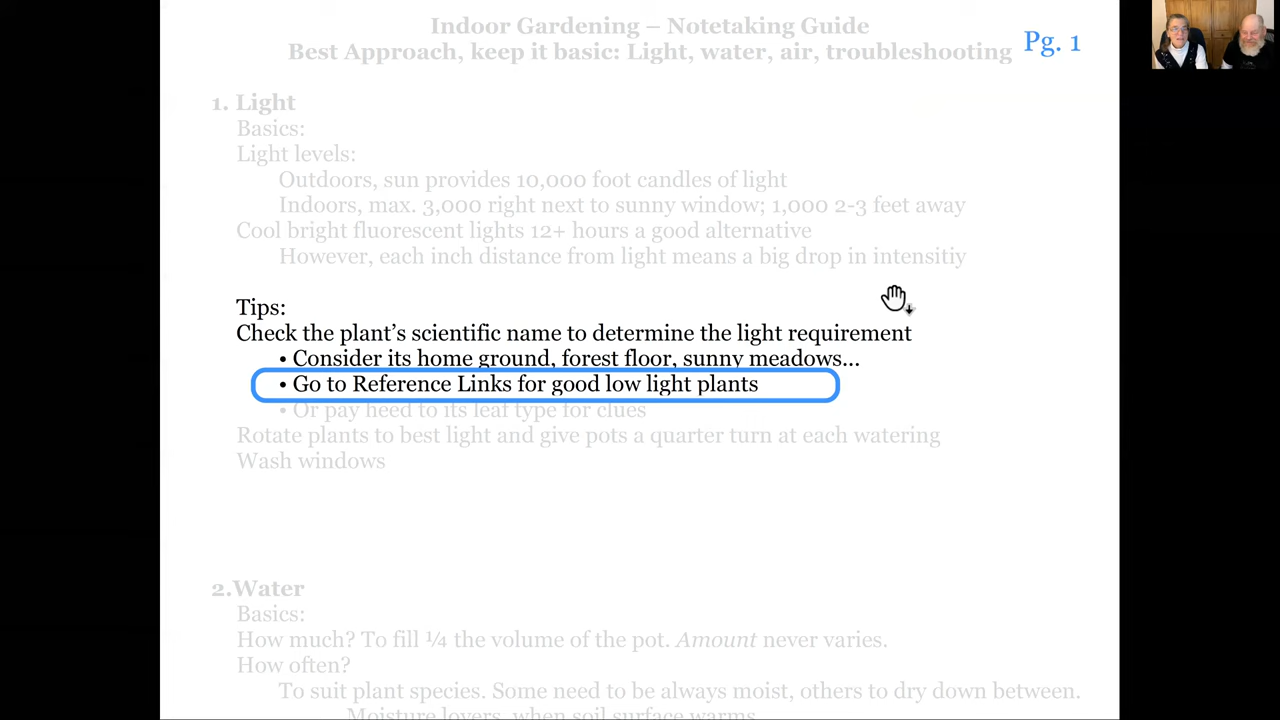 Indoor Gardening – Notetaking Guide
Best Approach, keep it basic: Light, water, air, troubleshooting
Pg. 1
1. Light
Basics:
Light levels:
Outdoors, sun provides 10,000 foot candles of light
Indoors, max. 3,000 right next to sunny window; 1,000 2-3 feet away
Cool bright fluorescent lights 12+ hours a good alternative
However, each inch distance from light means a big drop in intensitiy
Tips:
Check the plant’s scientific name to determine the light requirement
• Consider its home ground, forest floor, sunny meadows...
• Go to Reference Links for good low light plants
• Or pay heed to its leaf type for clues
Rotate plants to best light and give pots a quarter turn at each watering
Wash windows
2.Water
Basics:
How much? To fill ¼ the volume of the pot. Amount never varies.
How often?
To suit plant species. Some need to be always moist, others to dry down between.
Moisture lovers, when soil surface warms